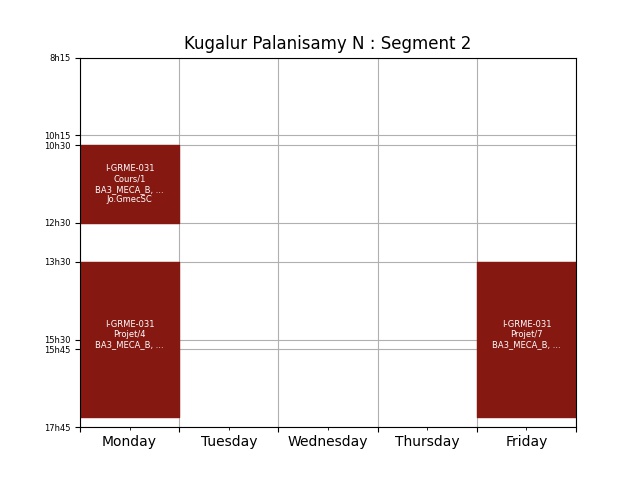 Kugalur Palanisamy N : Segment 2
8h15
10h15
10h30
I-GRME-031
Cours/1
BA3_MECA_B, ...
Jo.GmecSC
12h30
13h30
I-GRME-031
Projet/4
BA3_MECA_B, ...
I-GRME-031
Projet/7
BA3_MECA_B, ...
15h30
15h45
17h45
Monday
Tuesday
Wednesday
Thursday
Friday